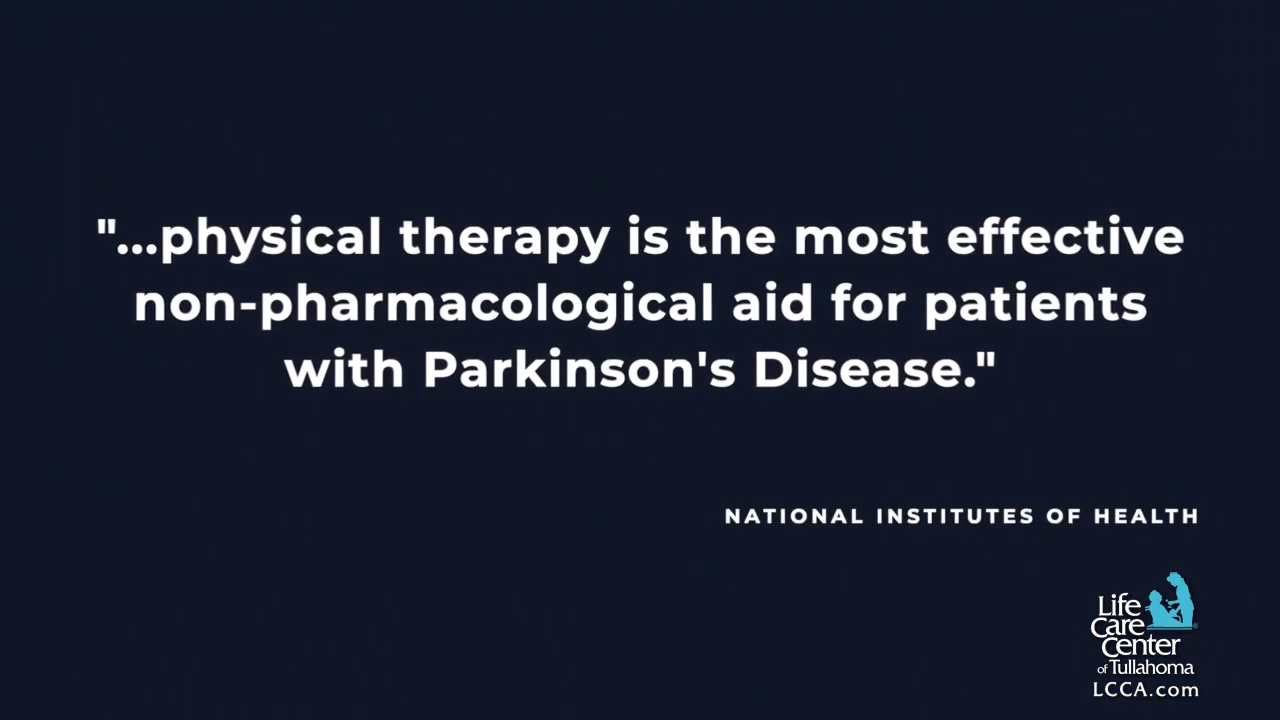 "...physical therapy is the most effective
non-pharmacological aid for patients
with Parkinson's Disease."
NATIONAL INSTITUTES OF HEALTH
Life
Care
Center
of Tullahoma
LCCA.com